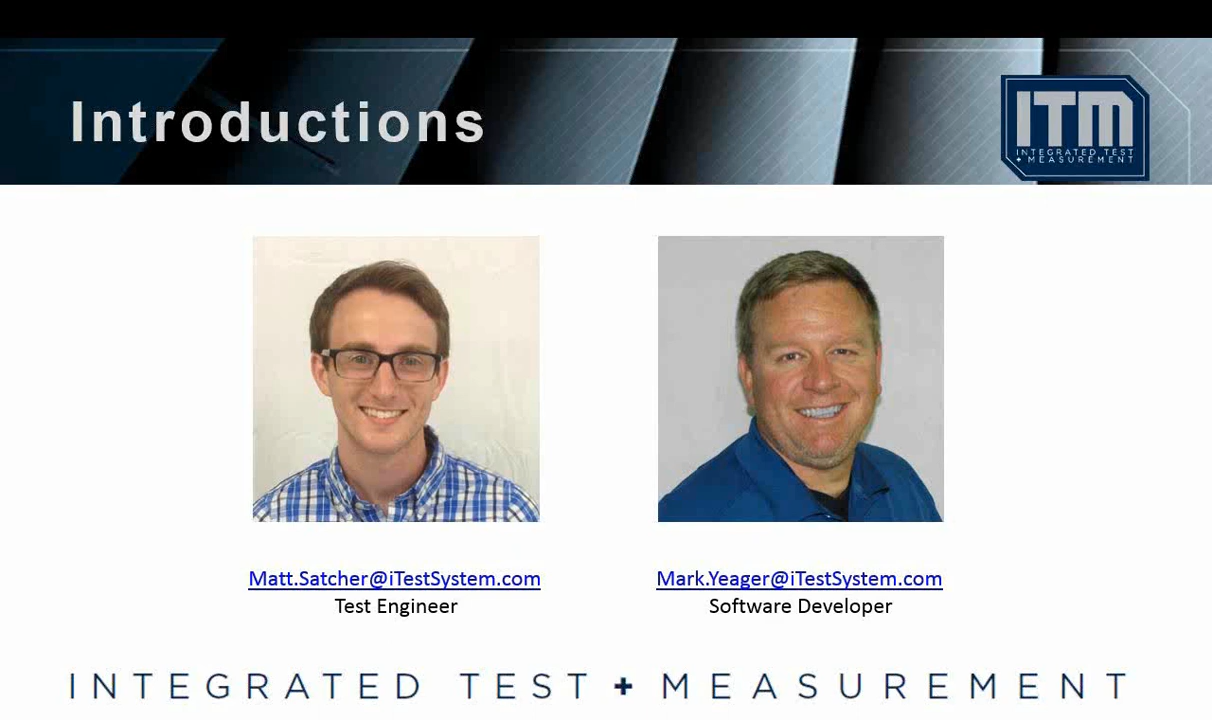 Introductions
ITM
INTEGRATED TEST
+ MEASUREMENT
Matt.Satcher@iTestSystem.com
Test Engineer
Mark.Yeager@iTestSystem.com
Software Developer
INTEGRATED TEST + MEASUREMENT